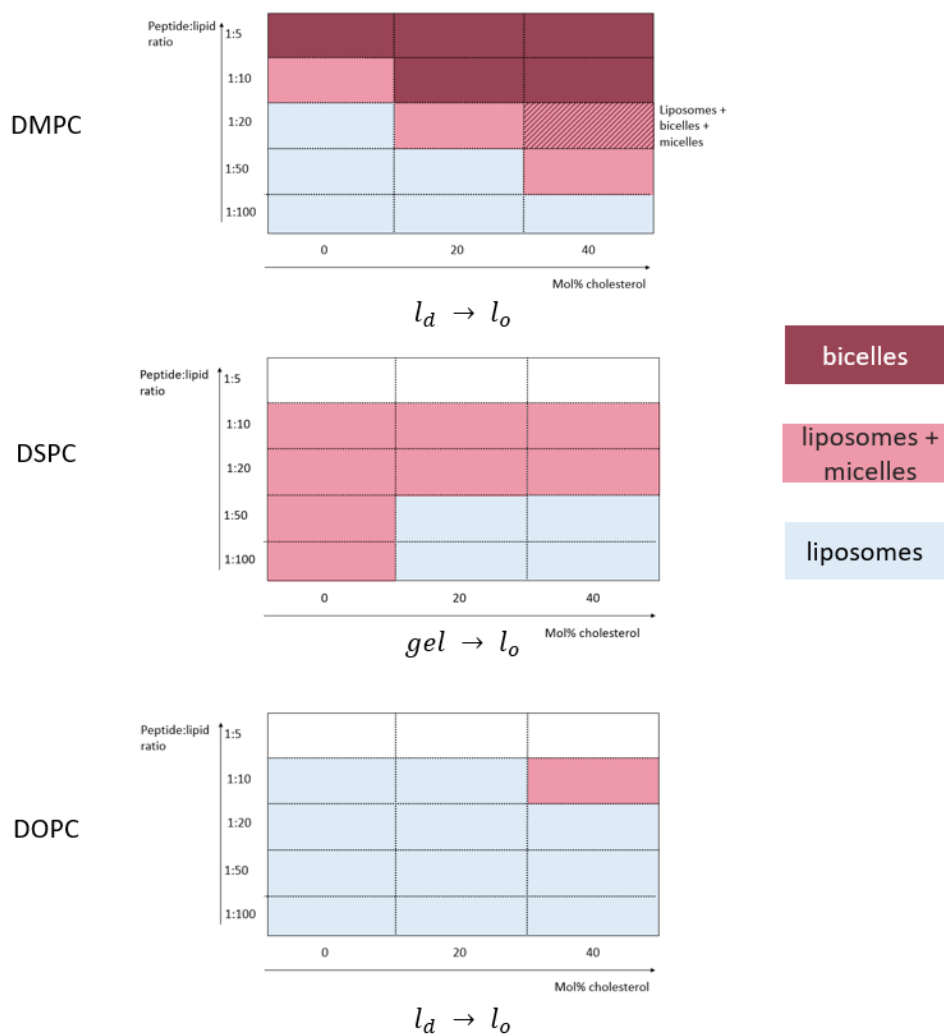 Peptide:lipid
ratio
1:5
1:10
1:20
1:50
1:100
DMPC
Liposomes +
bicelles +
micelles
0 20 40
Mol% cholesterol
l_d → l_o
Peptide:lipid
ratio
1:5
1:10
1:20
1:50
1:100
DSPC
0 20 40
Mol% cholesterol
gel → l_o
Peptide:lipid
ratio
1:5
1:10
1:20
1:50
1:100
DOPC
0 20 40
Mol% cholesterol
l_d → l_o
bicelles
liposomes +
micelles
liposomes